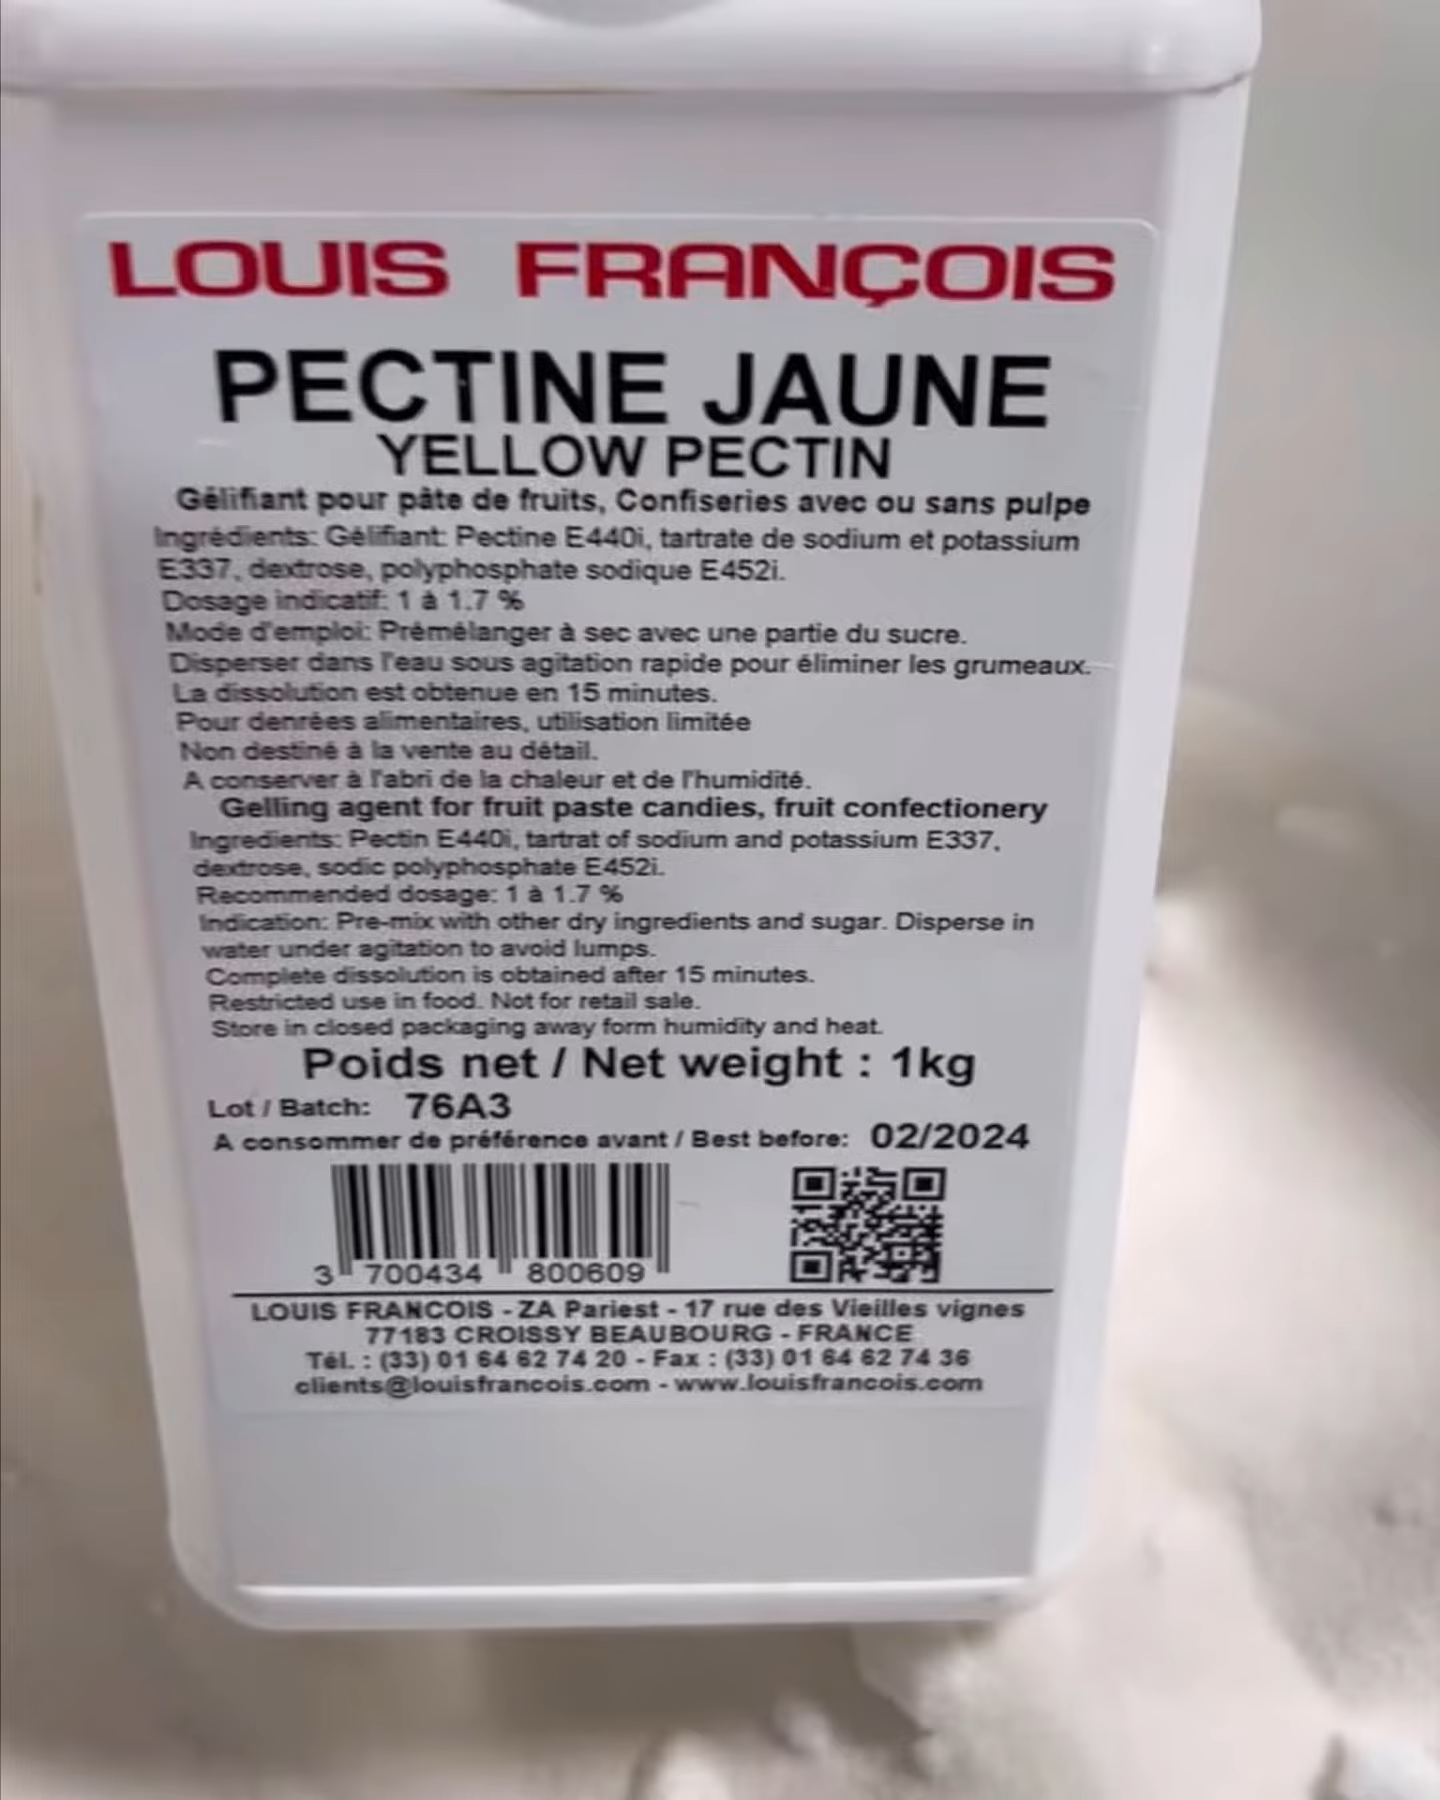 LOUIS FRANÇOIS
PECTINE JAUNE
YELLOW PECTIN
Gélifiant pour pâte de fruits, Confiseries avec ou sans pulpe
Ingrédients: Gélifiant: Pectine E440i, tartrate de sodium et potassium
E337, dextrose, polyphosphate sodique E452i.
Dosage indicatif: 1 à 1.7 %
Mode d'emploi: Prémélanger à sec avec une partie du sucre.
Disperser dans l'eau sous agitation rapide pour éliminer les grumeaux.
La dissolution est obtenue en 15 minutes.
Pour denrées alimentaires, utilisation limitée
Non destiné à la vente au détail.
A conserver à l'abri de la chaleur et de l'humidité.
Gelling agent for fruit paste candies, fruit confectionery
Ingredients: Pectin E440i, tartrat of sodium and potassium E337,
dextrose, sodic polyphosphate E452i.
Recommended dosage: 1 à 1.7 %
Indication: Pre-mix with other dry ingredients and sugar. Disperse in
water under agitation to avoid lumps.
Complete dissolution is obtained after 15 minutes.
Restricted use in food. Not for retail sale.
Store in closed packaging away form humidity and heat.
Poids net / Net weight : 1kg
Lot / Batch: 76A3
A consommer de préférence avant / Best before: 02/2024
3 700434 800609
LOUIS FRANCOIS - ZA Pariest - 17 rue des Vieilles vignes
77183 CROISSY BEAUBOURG - FRANCE
Tél. : (33) 01 64 62 74 20 - Fax : (33) 01 64 62 74 36
clients@louisfrancois.com - www.louisfrancois.com